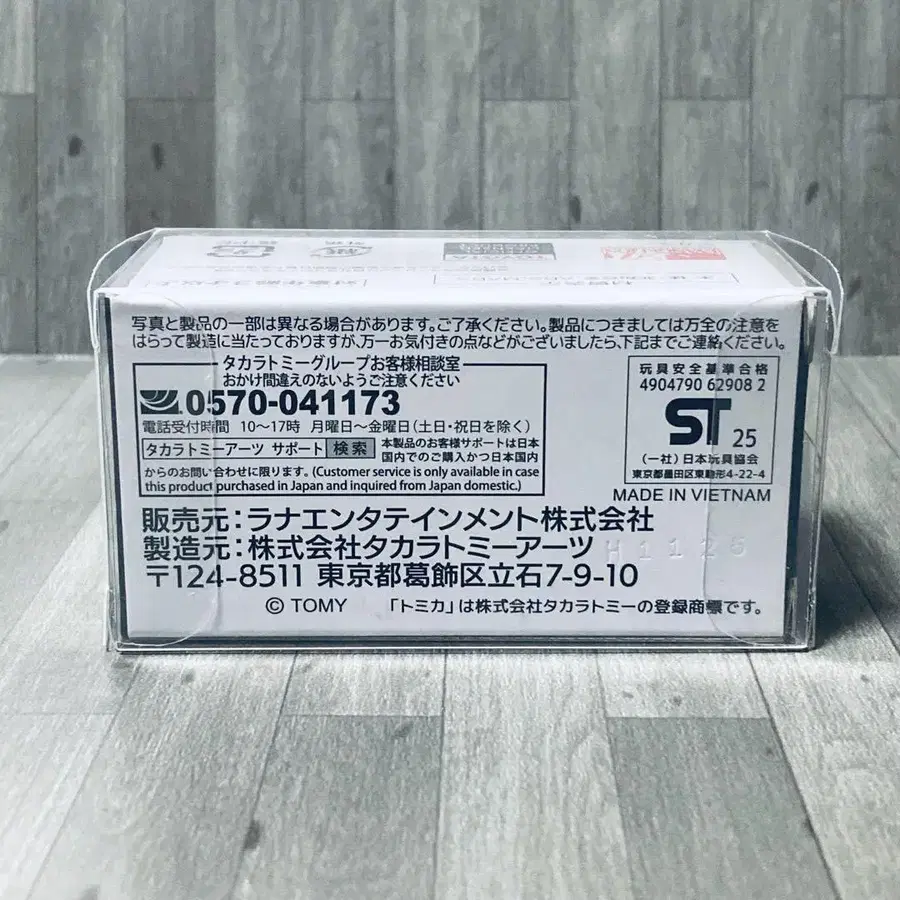 写真と製品の一部は異なる場合があります。ご了承ください。製品につきましては万全の注意を
はらって製造に当たっておりますが、万一お気付きの点などがございましたら、下記までご連絡ください。
タカラトミーグループお客様相談室
おかけ間違えのないようご注意ください
0570-041173
電話受付時間 10〜17時 月曜日〜金曜日(土日・祝日を除く)
タカラトミーアーツ サポート 検索
本製品のお客様サポートは日本
国内でのご購入かつ日本国内
からのお問い合わせに限ります。(Customer service is only available in case
this product purchased in Japan and inquired from Japan domestic.)
玩具安全基準合格
4904790 62908 2
ST 25
(一社)日本玩具協会
東京都墨田区東駒形4-22-4
MADE IN VIETNAM
販売元:ラナエンタテインメント株式会社
製造元:株式会社タカラトミーアーツ
H1125
〒124-8511 東京都葛飾区立石7-9-10
© TOMY 「トミカ」は株式会社タカラトミーの登録商標です。